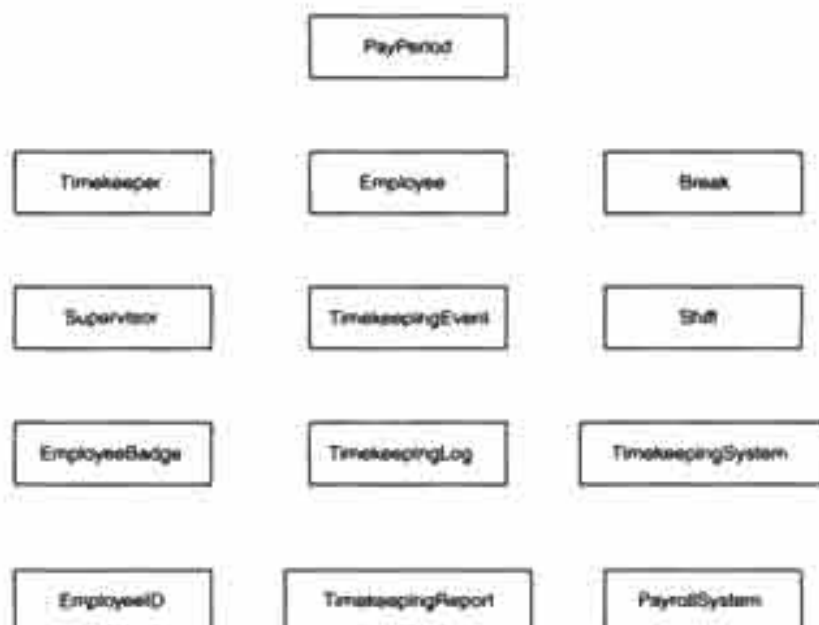 PayPeriod
Timekeeper Employee Break
Supervisor TimekeepingEvent Shift
EmployeeBadge TimekeepingLog TimekeepingSystem
EmployeeID TimekeepingReport PayrollSystem